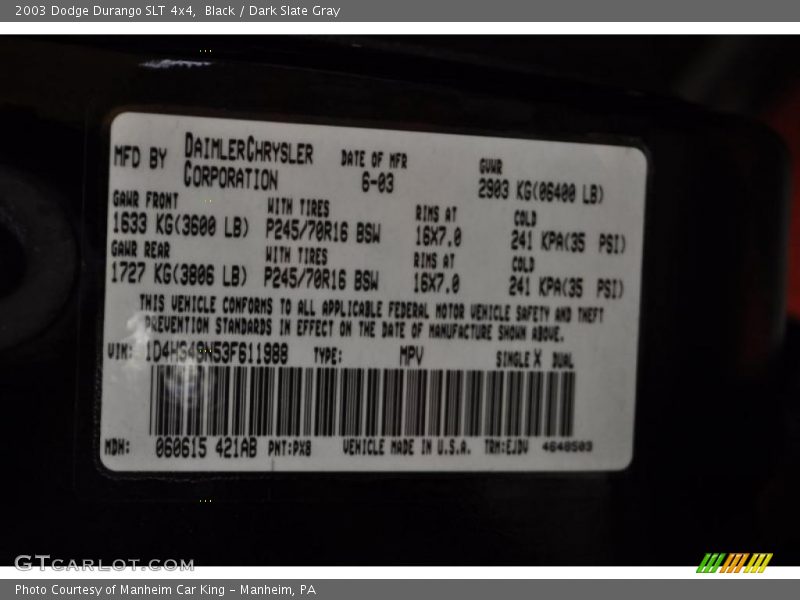 2003 Dodge Durango SLT 4x4, Black / Dark Slate Gray
MFD BY DAIMLERCHRYSLER CORPORATION DATE OF MFR 6-03 GVWR 2903 KG(06400 LB)
GAWR FRONT WITH TIRES RIMS AT COLD
1633 KG(3600 LB) P245/70R16 BSW 16X7.0 241 KPA(35 PSI)
GAWR REAR WITH TIRES RIMS AT COLD
1727 KG(3806 LB) P245/70R16 BSW 16X7.0 241 KPA(35 PSI)
THIS VEHICLE CONFORMS TO ALL APPLICABLE FEDERAL MOTOR VEHICLE SAFETY AND THEFT
PREVENTION STANDARDS IN EFFECT ON THE DATE OF MANUFACTURE SHOWN ABOVE.
VIN: 1D4HS48N53F611988 TYPE: MPV SINGLE X DUAL
MDH: 060615 421AB PNT:PX8 VEHICLE MADE IN U.S.A. TRM:EJDV 4648503
GTCARLOT.COM
Photo Courtesy of Manheim Car King - Manheim, PA